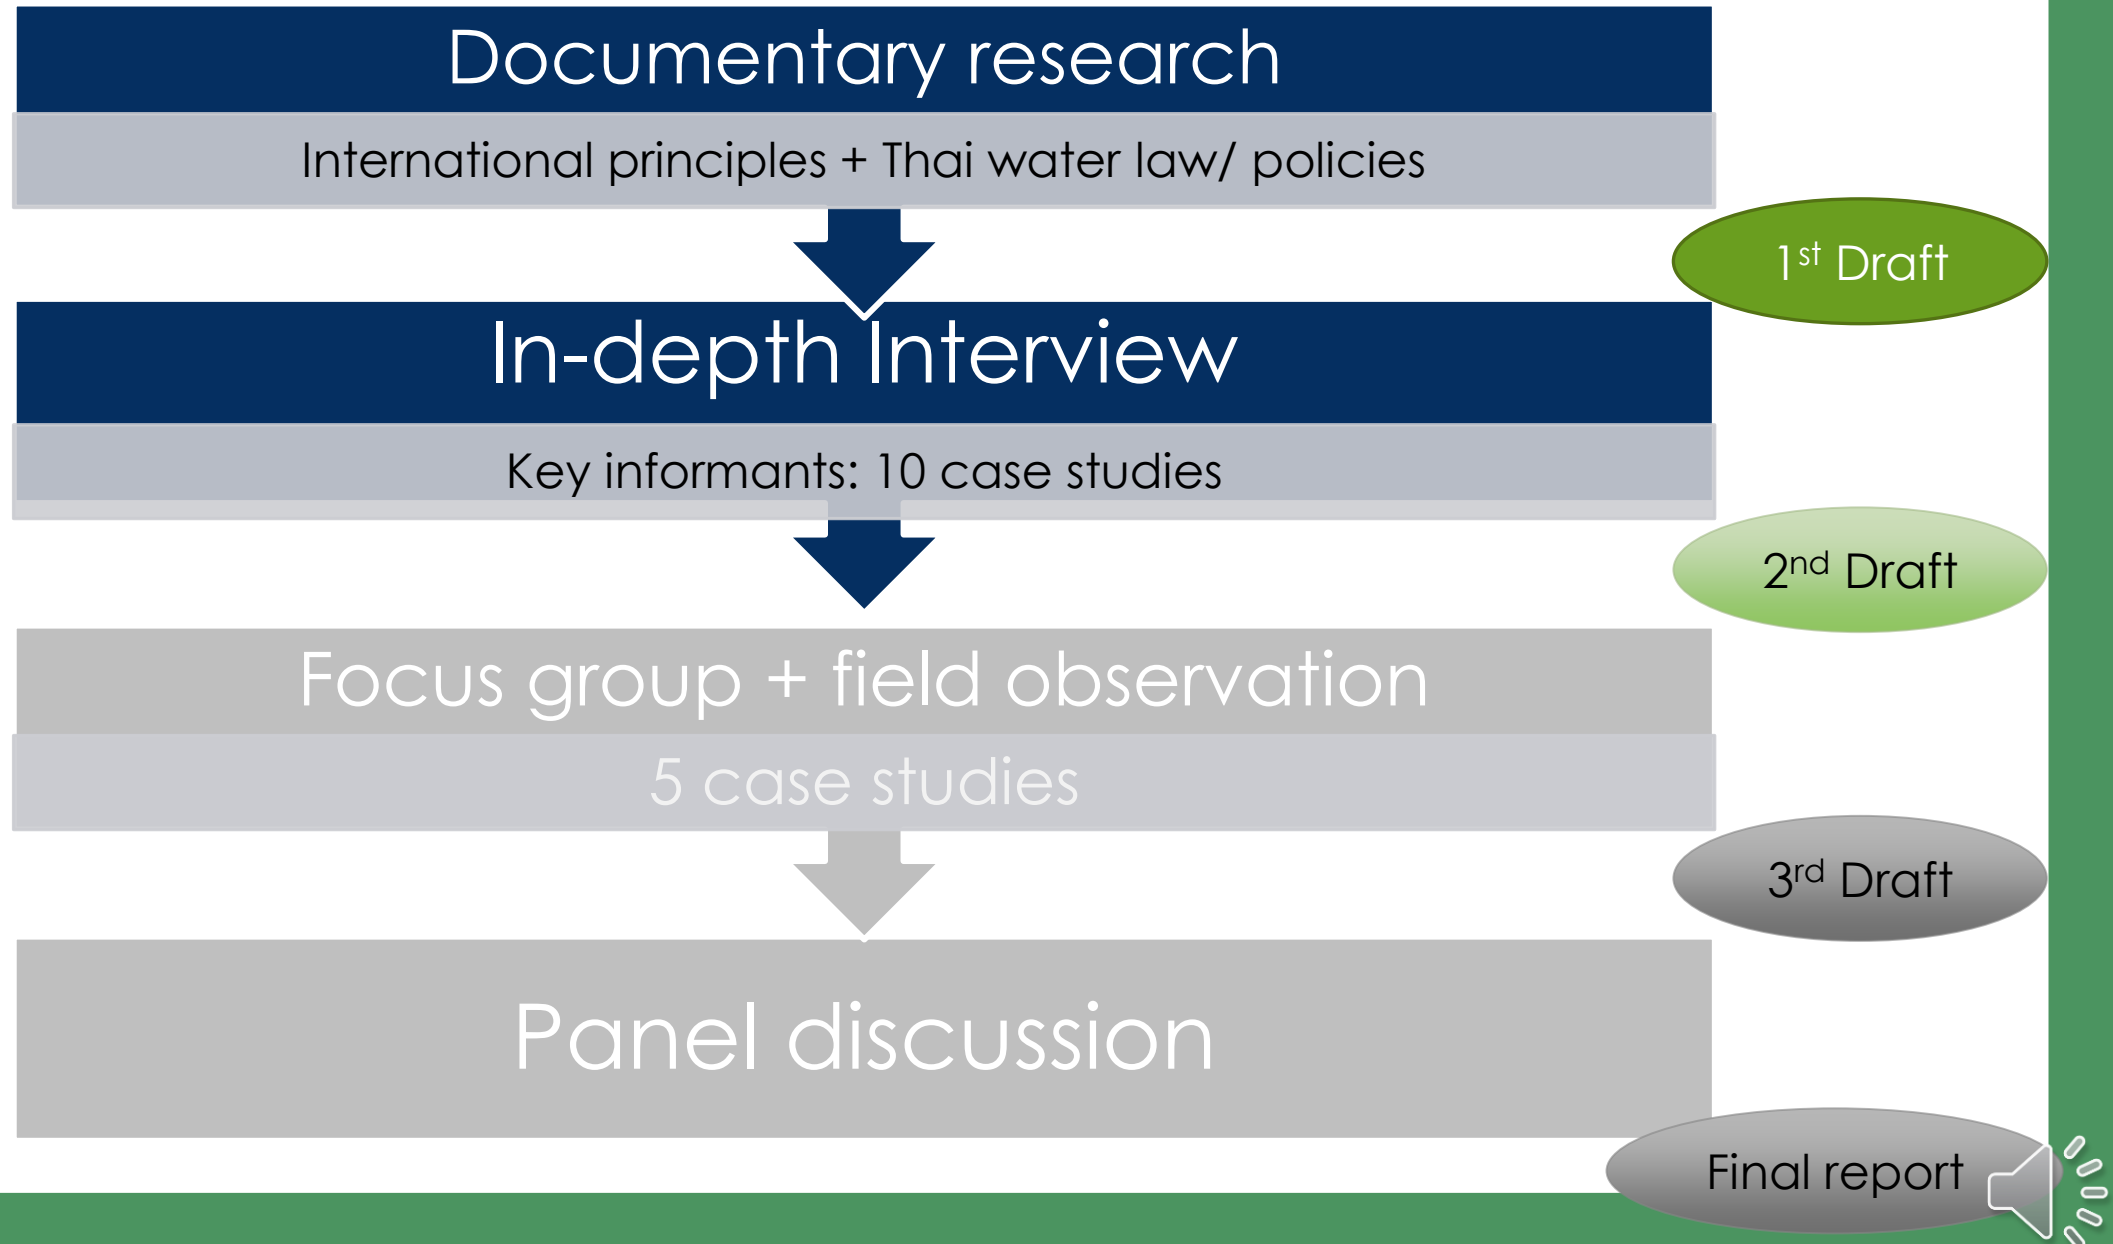 Documentary research
International principles + Thai water law/ policies
1st Draft
In-depth Interview
Key informants: 10 case studies
2nd Draft
Focus group + field observation
5 case studies
3rd Draft
Panel discussion
Final report